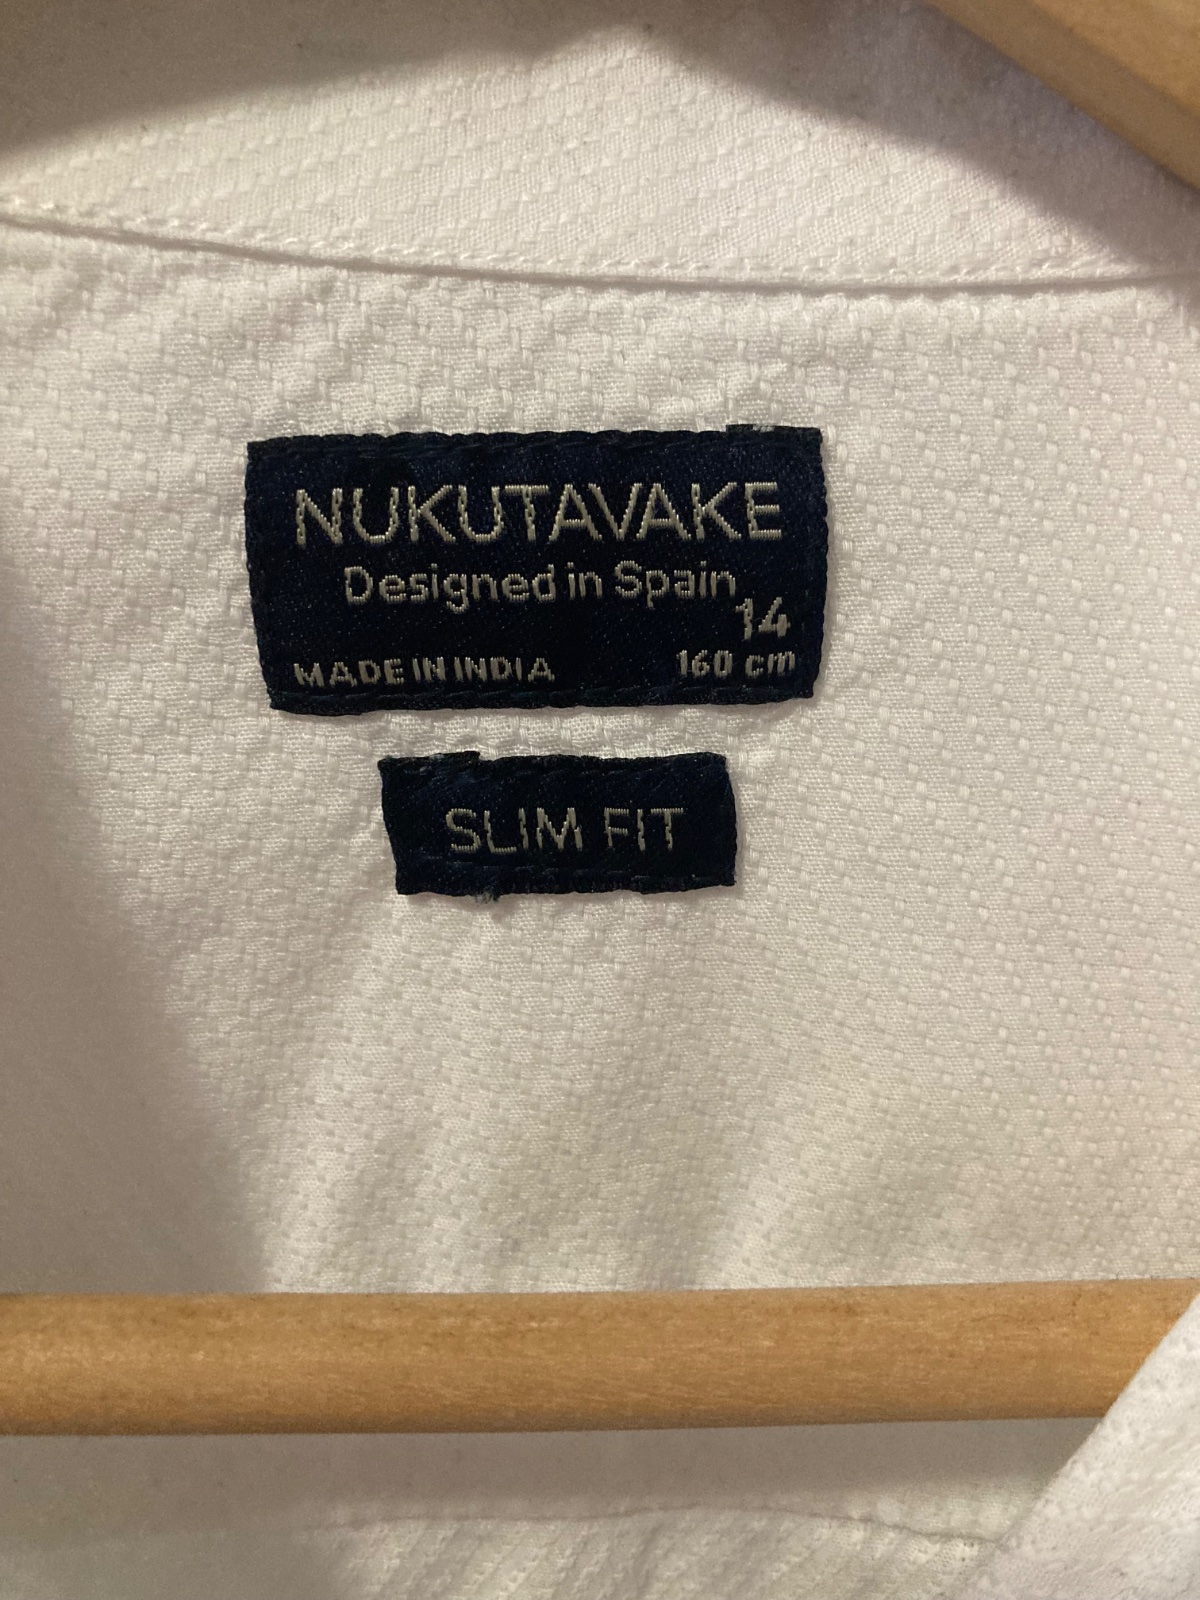 NUKUTAVAKE
Designed in Spain
14
MADE IN INDIA 160 cm
SLIM FIT